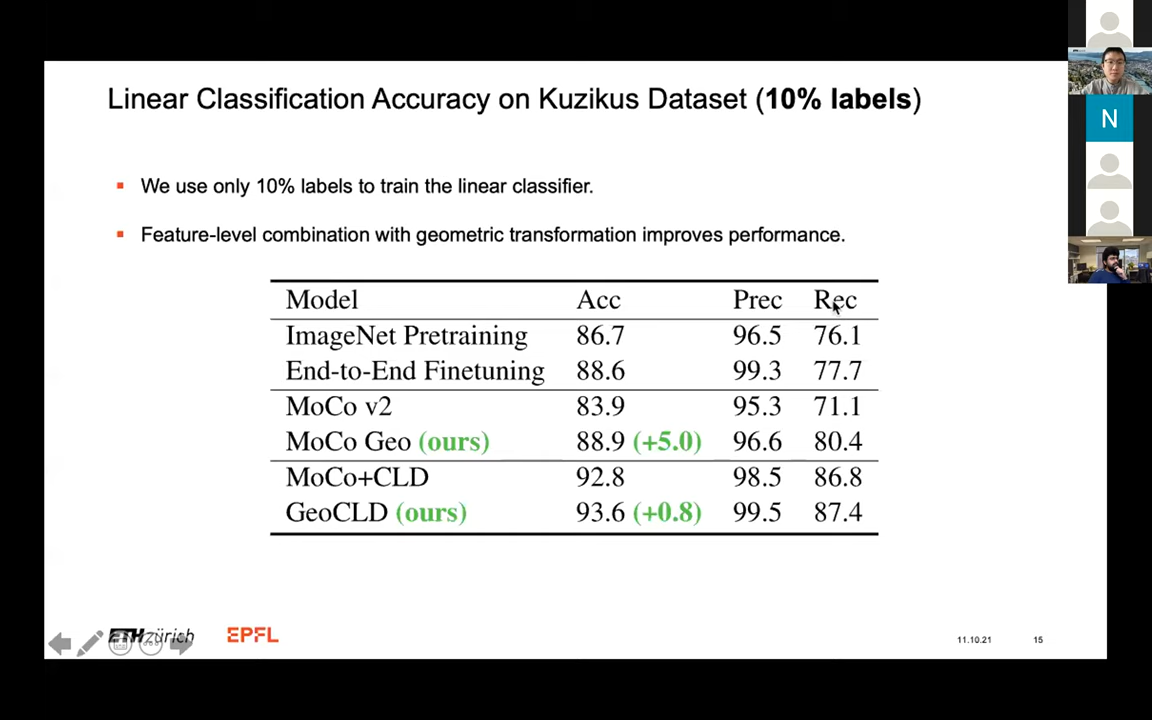 Linear Classification Accuracy on Kuzikus Dataset (10% labels)
N
▪ We use only 10% labels to train the linear classifier.
▪ Feature-level combination with geometric transformation improves performance.
Model Acc Prec Rec
ImageNet Pretraining 86.7 96.5 76.1
End-to-End Finetuning 88.6 99.3 77.7
MoCo v2 83.9 95.3 71.1
MoCo Geo (ours) 88.9 (+5.0) 96.6 80.4
MoCo+CLD 92.8 98.5 86.8
GeoCLD (ours) 93.6 (+0.8) 99.5 87.4
ETH zürich EPFL 11.10.21 15